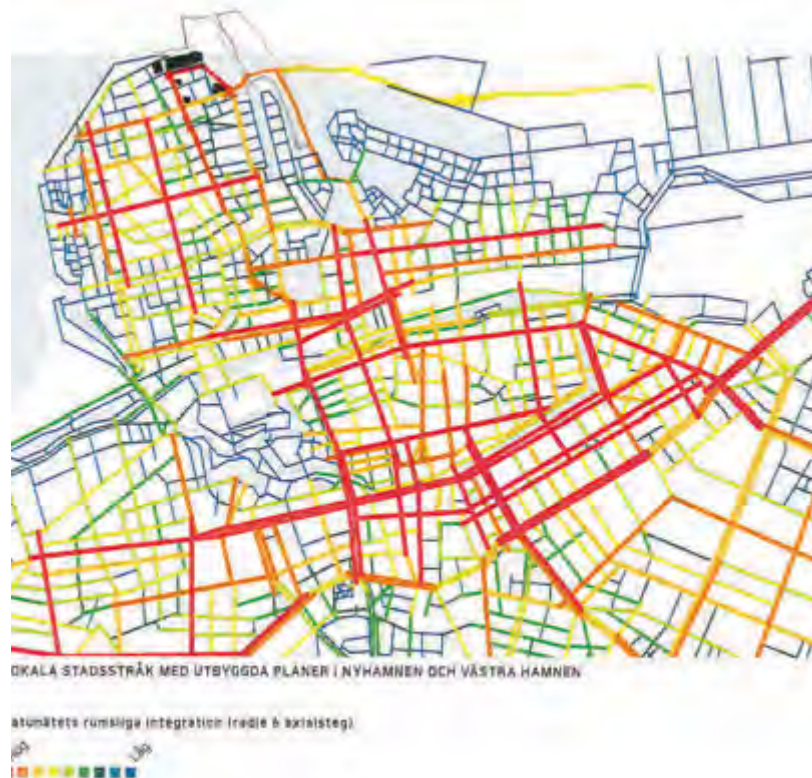 OKALA STADSSTRÅK MED UTBYGGDA PLANER I NYHAMNEN OCH VÄSTRA HAMNEN
atunätets rumsliga integration (radie 6 axialsteg)
Låg